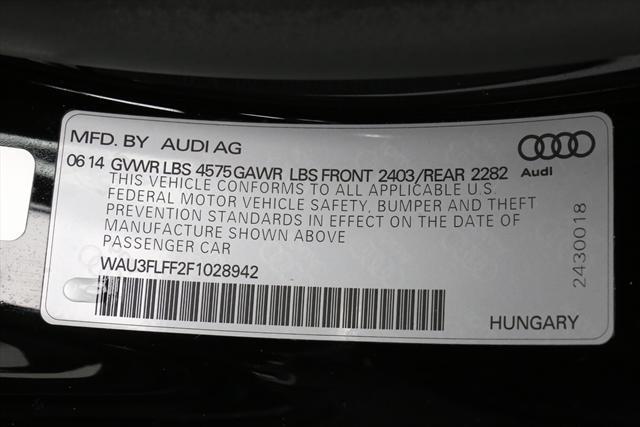 MFD. BY AUDI AG
06 14 GVWR LBS 4575 GAWR LBS FRONT 2403/REAR 2282
THIS VEHICLE CONFORMS TO ALL APPLICABLE U.S.
FEDERAL MOTOR VEHICLE SAFETY, BUMPER AND THEFT
PREVENTION STANDARDS IN EFFECT ON THE DATE OF
MANUFACTURE SHOWN ABOVE
PASSENGER CAR
WAU3FLFF2F1028942
Audi
2430018
HUNGARY